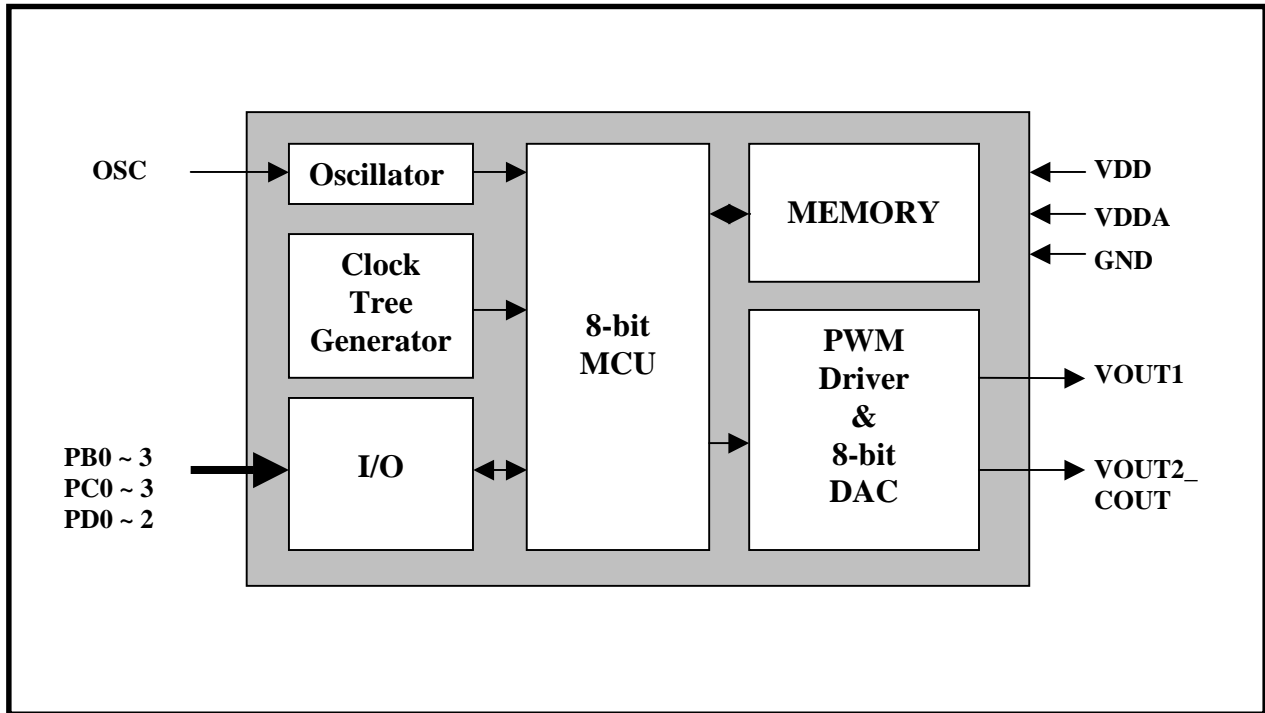 OSC
Oscillator
Clock
Tree
Generator
I/O
PB0 ~ 3
PC0 ~ 3
PD0 ~ 2
8-bit
MCU
MEMORY
PWM
Driver
&
8-bit
DAC
VDD
VDDA
GND
VOUT1
VOUT2_
COUT